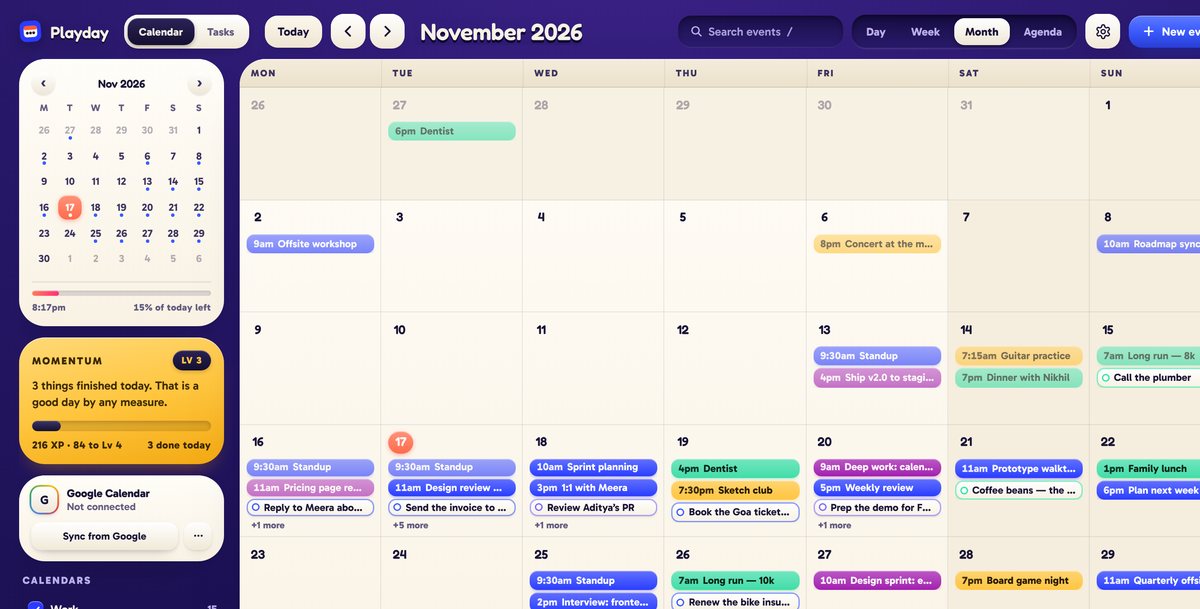 Playday
Calendar
Tasks
Today
November 2026
Search events /
Day
Week
Month
Agenda
+ New ev
Nov 2026
M T W T F S S
26 27 28 29 30 31 1
2 3 4 5 6 7 8
9 10 11 12 13 14 15
16 17 18 19 20 21 22
23 24 25 26 27 28 29
30 1 2 3 4 5 6
8:17pm
15% of today left
MOMENTUM
LV 3
3 things finished today. That is a
good day by any measure.
216 XP · 84 to Lv 4
3 done today
G
Google Calendar
Not connected
Sync from Google
...
CALENDARS
Work
15
MON TUE WED THU FRI SAT SUN
26 27 28 29 30 31 1
6pm Dentist
2 3 4 5 6 7 8
9am Offsite workshop
8pm Concert at the m...
10am Roadmap sync
9 10 11 12 13 14 15
9:30am Standup
4pm Ship v2.0 to stagi...
7:15am Guitar practice
7pm Dinner with Nikhil
7am Long run — 8k
Call the plumber
16
9:30am Standup
11am Pricing page re...
Reply to Meera abo...
+1 more
17
9:30am Standup
11am Design review ...
Send the invoice to ...
+5 more
18
10am Sprint planning
3pm 1:1 with Meera
Review Aditya's PR
+1 more
19
4pm Dentist
7:30pm Sketch club
Book the Goa ticket...
20
9am Deep work: calen...
5pm Weekly review
Prep the demo for F...
+1 more
21
11am Prototype walkt...
Coffee beans — the ...
22
1pm Family lunch
6pm Plan next week
23
24
25
9:30am Standup
2pm Interview: fronte...
26
7am Long run — 10k
Renew the bike insu...
27
10am Design sprint: e...
28
7pm Board game night
29
11am Quarterly offsi